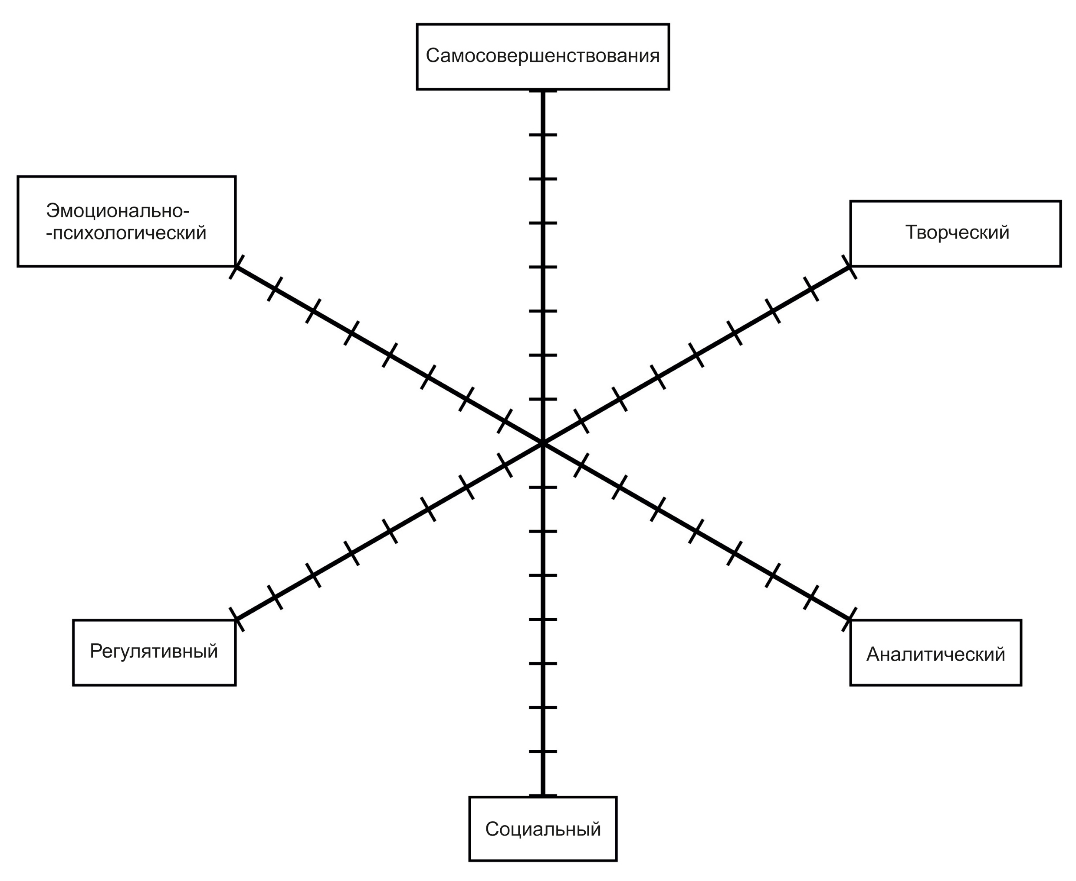 Самосовершенствования
Эмоционально-
-психологический
Творческий
Регулятивный
Аналитический
Социальный